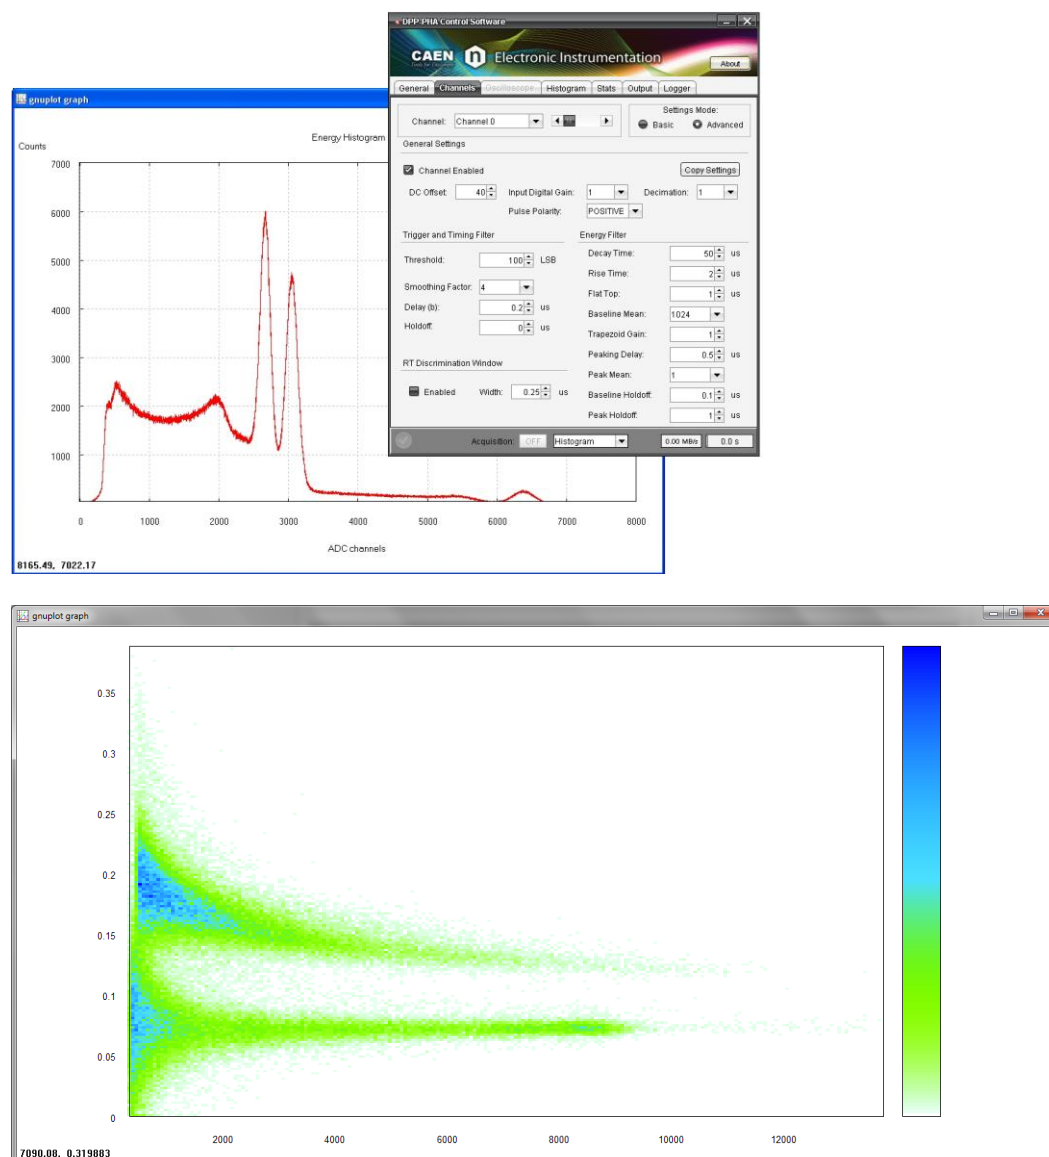 DPP-PHA Control Software
CAEN n Electronic Instrumentation
Tools for Discovery
About
General Channels Oscilloscope Histogram Stats Output Logger
Channel: Channel 0
Settings Mode:
Basic Advanced
General Settings
Channel Enabled Copy Settings
DC Offset: 40 Input Digital Gain: 1 Decimation: 1
Pulse Polarity: POSITIVE
Trigger and Timing Filter
Threshold: 100 LSB
Smoothing Factor: 4
Delay (b): 0.2 us
Holdoff: 0 us
RT Discrimination Window
Enabled Width: 0.25 us
Energy Filter
Decay Time: 50 us
Rise Time: 2 us
Flat Top: 1 us
Baseline Mean: 1024
Trapezoid Gain: 1
Peaking Delay: 0.5 us
Peak Mean: 1
Baseline Holdoff: 0.1 us
Peak Holdoff: 1 us
Acquisition: OFF Histogram 0.00 MB/s 0.0 s
gnuplot graph
Energy Histogram
Counts
7000
6000
5000
4000
3000
2000
1000
0 1000 2000 3000 4000 5000 6000 7000 8000
ADC channels
8165.49, 7022.17
gnuplot graph
0.35
0.3
0.25
0.2
0.15
0.1
0.05
0
2000 4000 6000 8000 10000 12000
7090.08, 0.319883